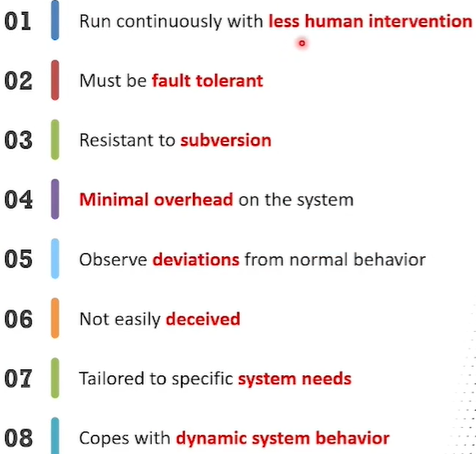 01 Run continuously with less human intervention
02 Must be fault tolerant
03 Resistant to subversion
04 Minimal overhead on the system
05 Observe deviations from normal behavior
06 Not easily deceived
07 Tailored to specific system needs
08 Copes with dynamic system behavior